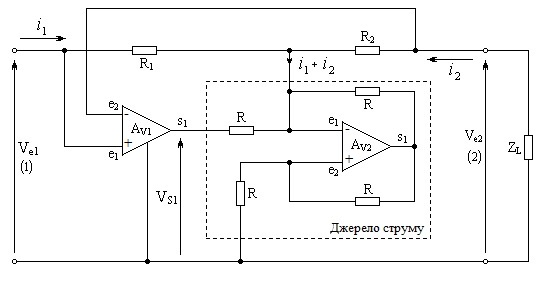 i1
R1
R2
i1 + i2
i2
R
e2
-
AV1
s1
R
e1
-
s1
Ve1
+
AV2
Ve2
(1)
e1
+
(2)
ZL
e2
VS1
R
R
Джерело струму